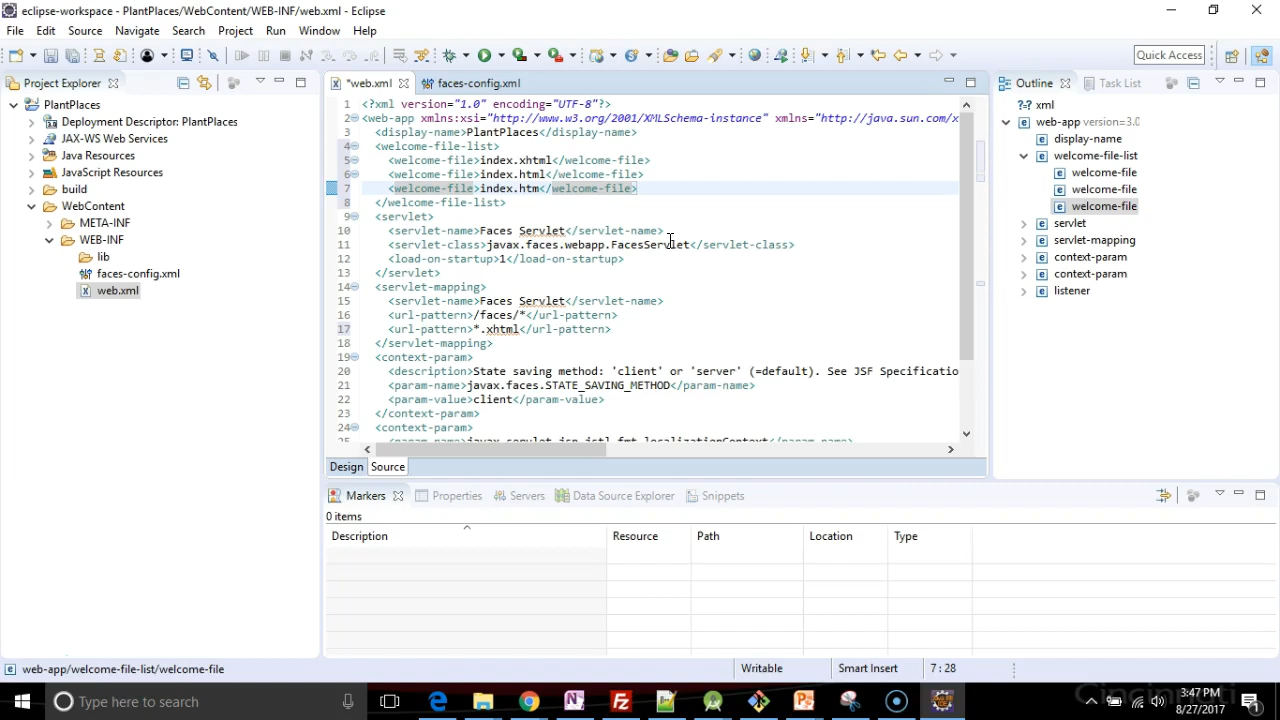 eclipse-workspace - PlantPlaces/WebContent/WEB-INF/web.xml - Eclipse
File Edit Source Navigate Search Project Run Window Help
Quick Access
Project Explorer
*web.xml
faces-config.xml
Outline
Task List
PlantPlaces
Deployment Descriptor: PlantPlaces
JAX-WS Web Services
Java Resources
JavaScript Resources
build
WebContent
META-INF
WEB-INF
lib
faces-config.xml
web.xml
1 <?xml version="1.0" encoding="UTF-8"?>
2 <web-app xmlns:xsi="http://www.w3.org/2001/XMLSchema-instance" xmlns="http://java.sun.com/x
3 <display-name>PlantPlaces</display-name>
4 <welcome-file-list>
5 <welcome-file>index.xhtml</welcome-file>
6 <welcome-file>index.html</welcome-file>
7 <welcome-file>index.htm</welcome-file>
8 </welcome-file-list>
9 <servlet>
10 <servlet-name>Faces Servlet</servlet-name>
11 <servlet-class>javax.faces.webapp.FacesServlet</servlet-class>
12 <load-on-startup>1</load-on-startup>
13 </servlet>
14 <servlet-mapping>
15 <servlet-name>Faces Servlet</servlet-name>
16 <url-pattern>/faces/*</url-pattern>
17 <url-pattern>*.xhtml</url-pattern>
18 </servlet-mapping>
19 <context-param>
20 <description>State saving method: 'client' or 'server' (=default). See JSF Specificatio
21 <param-name>javax.faces.STATE_SAVING_METHOD</param-name>
22 <param-value>client</param-value>
23 </context-param>
24 <context-param>
25 <param-name>javax.servlet.jsp.jstl.fmt.localizationContext</param-name>
Design Source
xml
web-app version=3.0
display-name
welcome-file-list
welcome-file
welcome-file
welcome-file
servlet
servlet-mapping
context-param
context-param
listener
Markers Properties Servers Data Source Explorer Snippets
0 items
Description Resource Path Location Type
web-app/welcome-file-list/welcome-file
Writable Smart Insert 7 : 28
Type here to search
Cincinnati
3:47 PM
8/27/2017